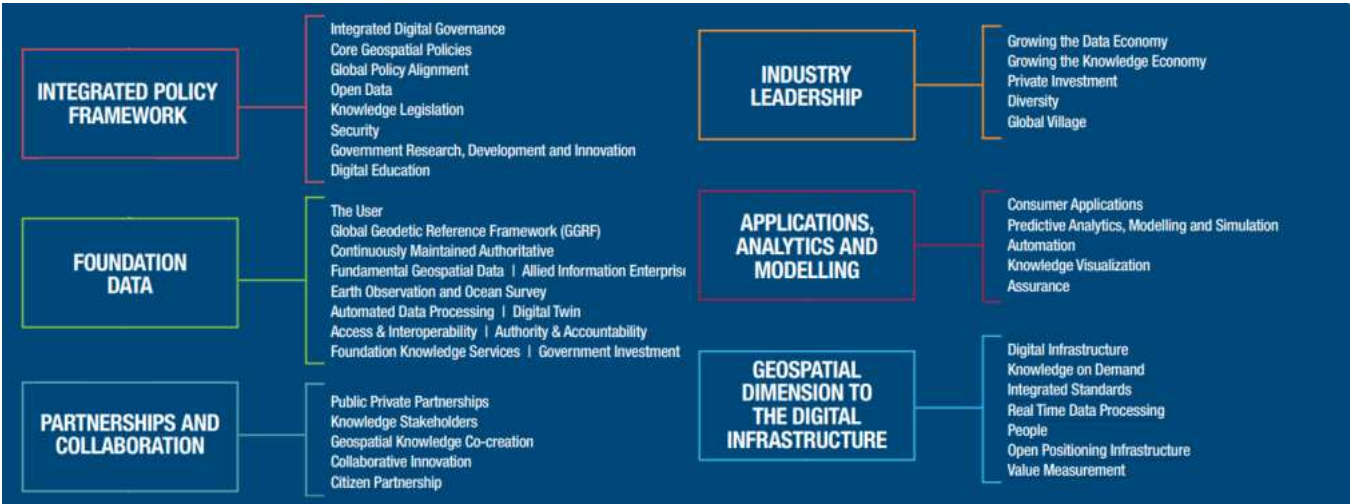 INTEGRATED POLICY
FRAMEWORK
Integrated Digital Governance
Core Geospatial Policies
Global Policy Alignment
Open Data
Knowledge Legislation
Security
Government Research, Development and Innovation
Digital Education
FOUNDATION
DATA
The User
Global Geodetic Reference Framework (GGRF)
Continuously Maintained Authoritative
Fundamental Geospatial Data | Allied Information Enterprise
Earth Observation and Ocean Survey
Automated Data Processing | Digital Twin
Access & Interoperability | Authority & Accountability
Foundation Knowledge Services | Government Investment
PARTNERSHIPS AND
COLLABORATION
Public Private Partnerships
Knowledge Stakeholders
Geospatial Knowledge Co-creation
Collaborative Innovation
Citizen Partnership
INDUSTRY
LEADERSHIP
Growing the Data Economy
Growing the Knowledge Economy
Private Investment
Diversity
Global Village
APPLICATIONS,
ANALYTICS AND
MODELLING
Consumer Applications
Predictive Analytics, Modelling and Simulation
Automation
Knowledge Visualization
Assurance
GEOSPATIAL
DIMENSION TO
THE DIGITAL
INFRASTRUCTURE
Digital Infrastructure
Knowledge on Demand
Integrated Standards
Real Time Data Processing
People
Open Positioning Infrastructure
Value Measurement